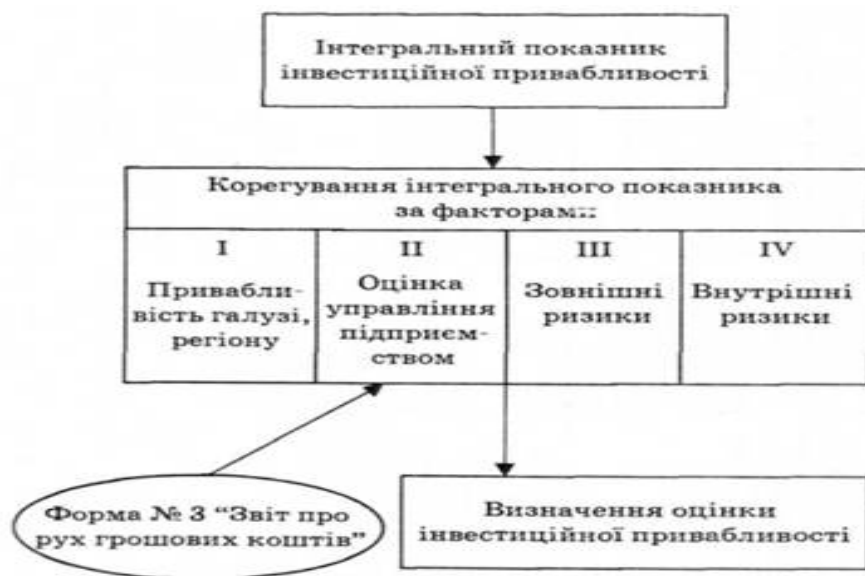 Інтегральний показник
інвестиційної привабливості
Корегування інтегрального показника
за факторами:
I
Привабли-
вість галузі,
регіону
II
Оцінка
управління
підприєм-
ством
III
Зовнішні
ризики
IV
Внутрішні
ризики
Форма № 3 “Звіт про
рух грошових коштів”
Визначення оцінки
інвестиційної привабливості